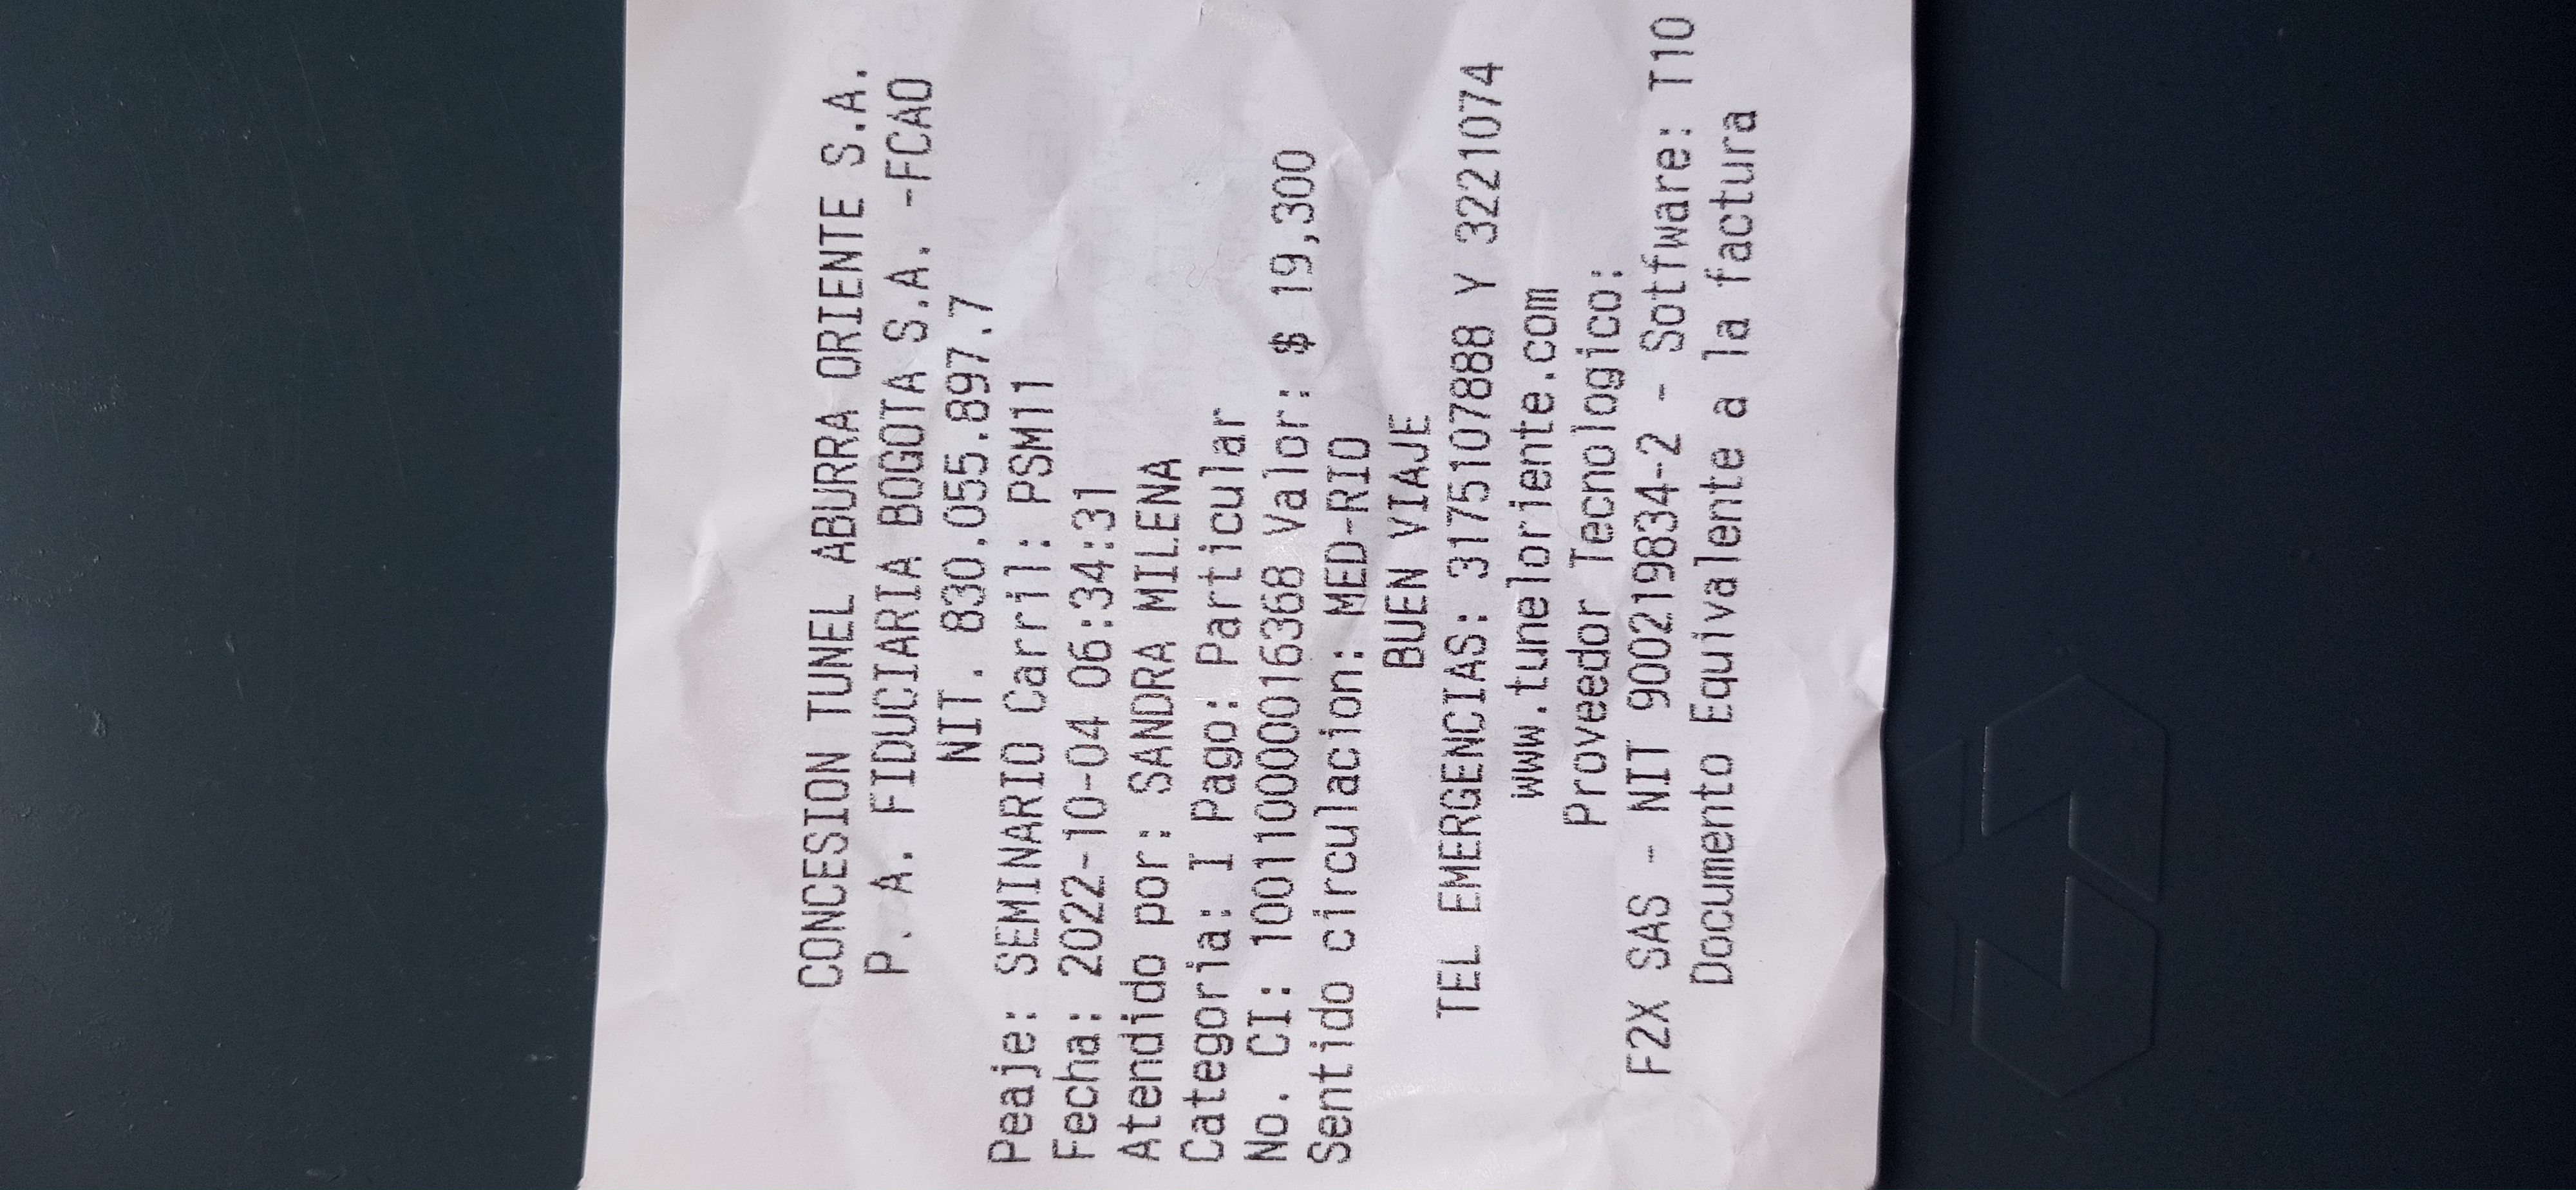 CONCESION TUNEL ABURRA ORIENTE S.A.
P. A. FIDUCIARIA BOGOTA S.A. -FCAO
NIT. 830.055.897.7
Peaje: SEMINARIO Carril: PSM11
Fecha: 2022-10-04 06:34:31
Atendido por: SANDRA MILENA
Categoria: I Pago: Particular
No. CI: 10011000016368 Valor: $ 19,300
Sentido circulacion: MED-RIO
BUEN VIAJE
TEL EMERGENCIAS: 3175107888 Y 3221074
www.tuneloriente.com
Proveedor Tecnologico:
F2X SAS - NIT 900219834-2 - Sotfware: T10
Documento Equivalente a la factura